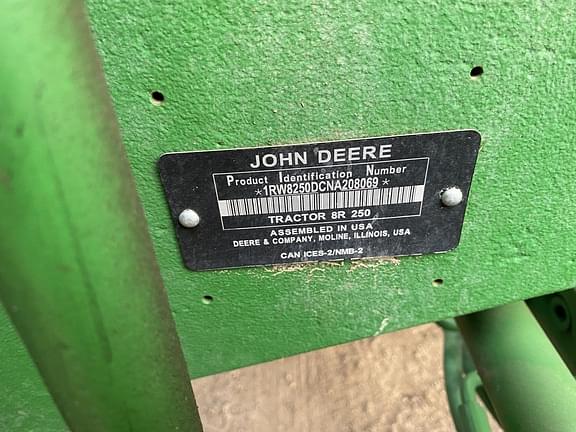 JOHN DEERE
Product Identification Number
*1RW8250DCNA208069*
TRACTOR 8R 250
ASSEMBLED IN USA
DEERE & COMPANY, MOLINE, ILLINOIS, USA
CAN ICES-2/NMB-2